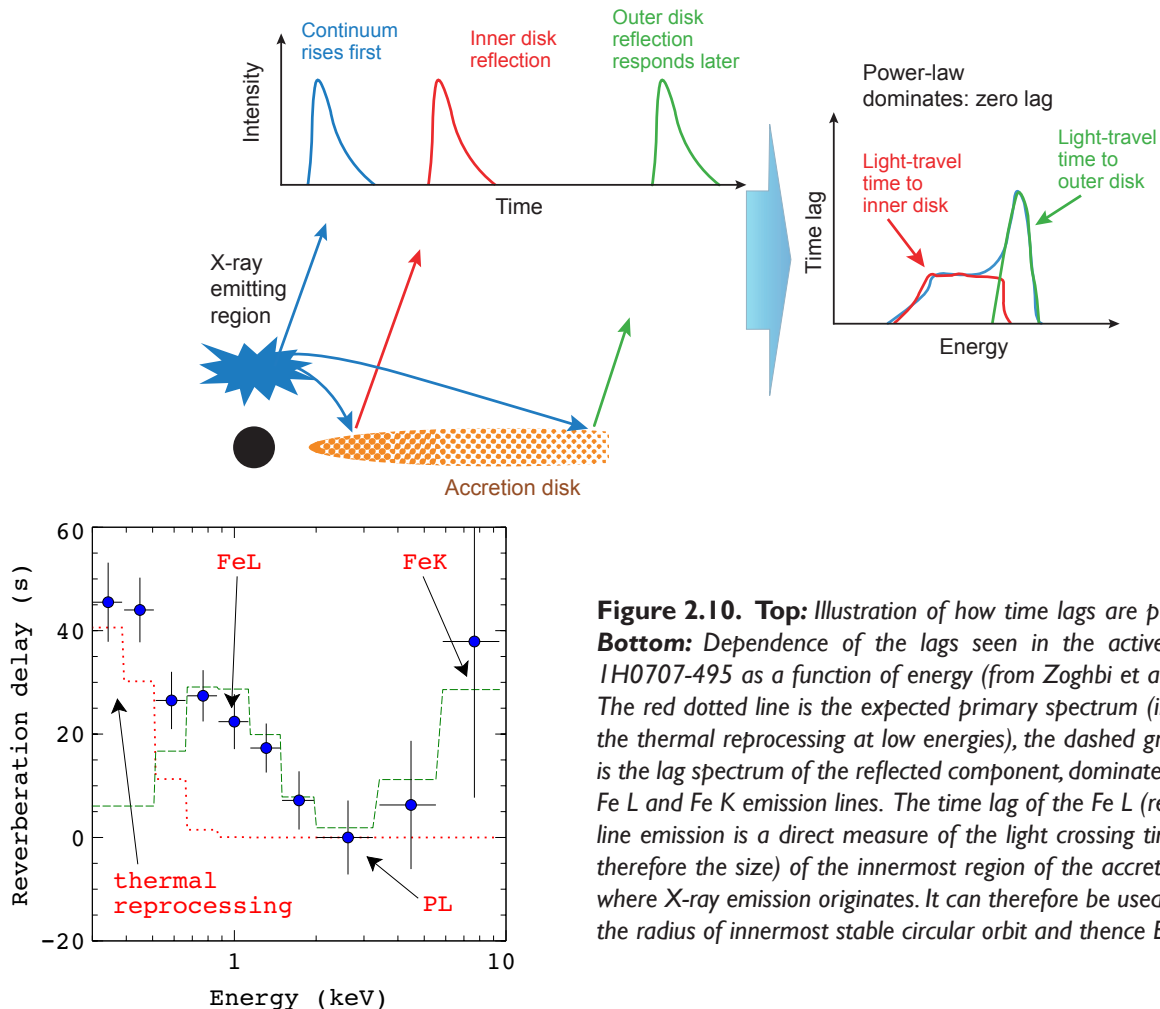 Continuum
rises first
Inner disk
reflection
Outer disk
reflection
responds later
Intensity
Time
Power-law
dominates: zero lag
Light-travel
time to
inner disk
Light-travel
time to
outer disk
Time lag
Energy
X-ray
emitting
region
Accretion disk
60
40
20
0
−20
Reverberation delay (s)
FeL
FeK
thermal
reprocessing
PL
1
10
Energy (keV)
Figure 2.10. Top: Illustration of how time lags are
Bottom: Dependence of the lags seen in the active
1H0707-495 as a function of energy (from Zoghbi et
The red dotted line is the expected primary spectrum
the thermal reprocessing at low energies), the dashed
is the lag spectrum of the reflected component,
Fe L and Fe K emission lines. The time lag of the Fe L
line emission is a direct measure of the light crossing
therefore the size) of the innermost region of the
where X-ray emission originates. It can therefore be used
the radius of innermost stable circular orbit and thence